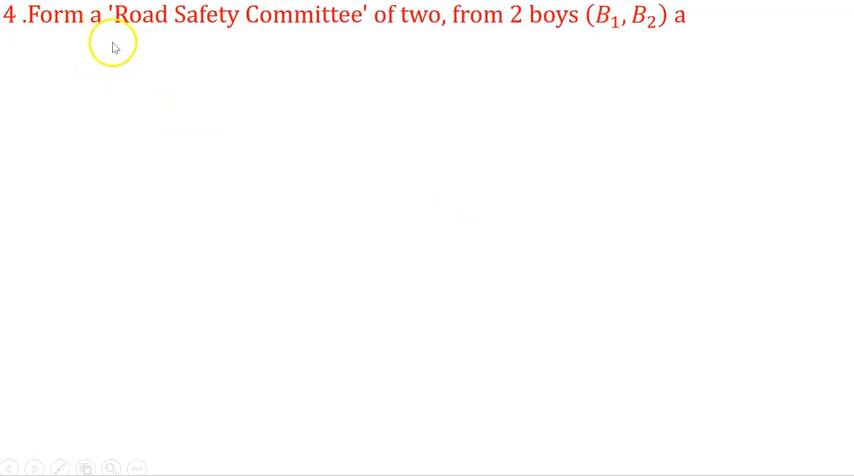 4 .Form a 'Road Safety Committee' of two, from 2 boys (B₁, B₂) a